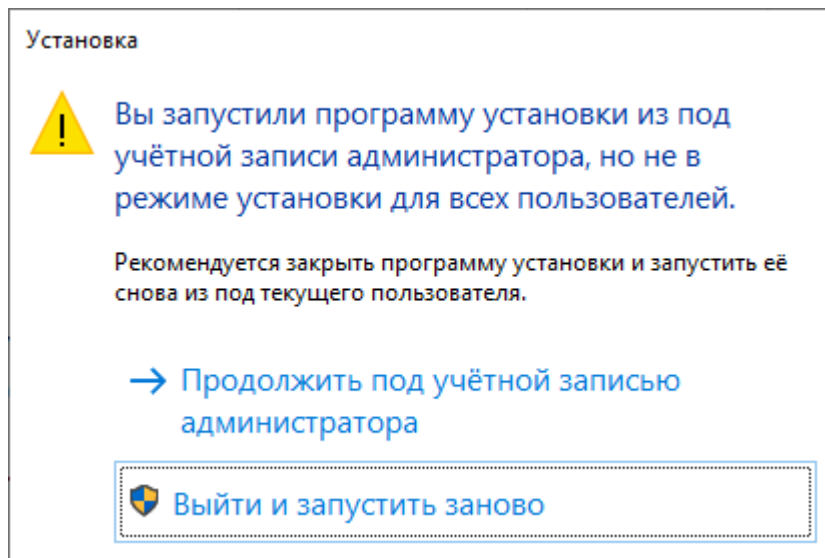 Установка
Вы запустили программу установки из под
учётной записи администратора, но не в
режиме установки для всех пользователей.
Рекомендуется закрыть программу установки и запустить её
снова из под текущего пользователя.
Продолжить под учётной записью
администратора
Выйти и запустить заново